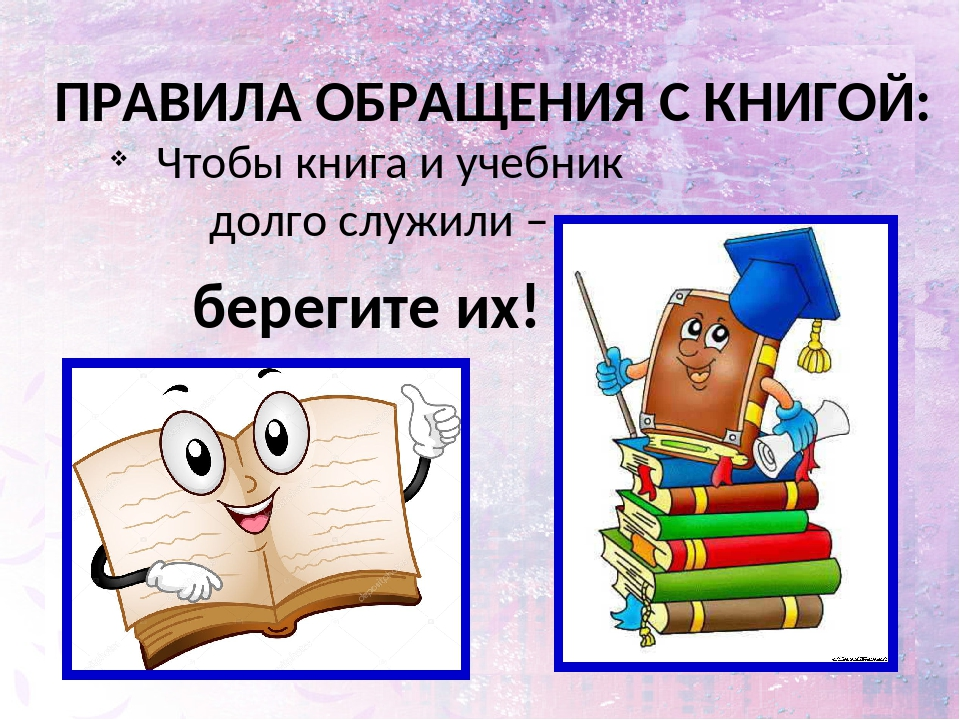 ПРАВИЛА ОБРАЩЕНИЯ С КНИГОЙ:
❖ Чтобы книга и учебник
долго служили –
берегите их!